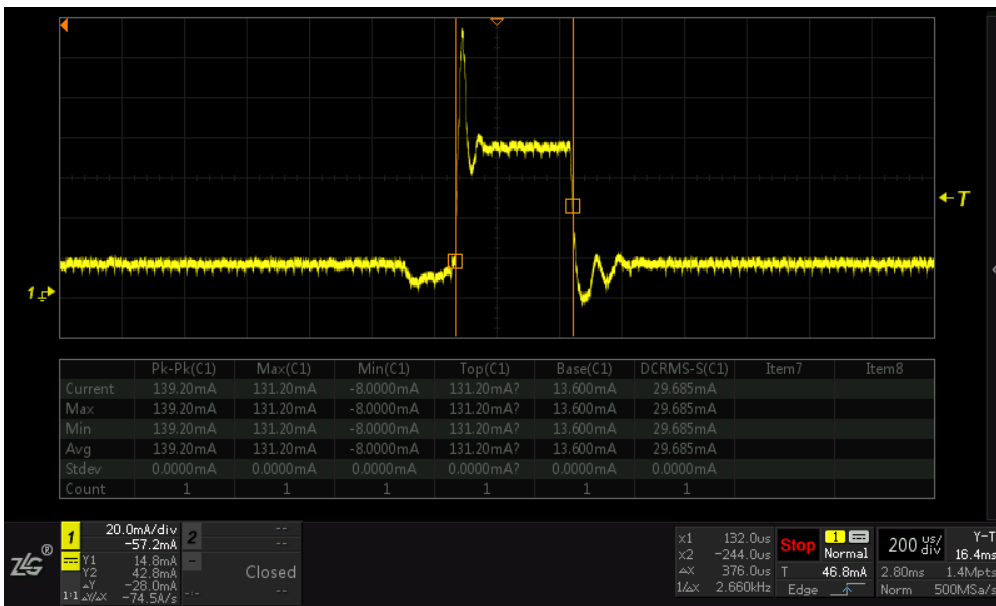 T
1
Pk-Pk(C1) Max(C1) Min(C1) Top(C1) Base(C1) DCRMS-S(C1) Item7 Item8
Current 139.20mA 131.20mA -8.0000mA 131.20mA? 13.600mA 29.685mA
Max 139.20mA 131.20mA -8.0000mA 131.20mA? 13.600mA 29.685mA
Min 139.20mA 131.20mA -8.0000mA 131.20mA? 13.600mA 29.685mA
Avg 139.20mA 131.20mA -8.0000mA 131.20mA? 13.600mA 29.685mA
Stdev 0.0000mA 0.0000mA 0.0000mA 0.0000mA? 0.0000mA 0.0000mA
Count 1 1 1 1 1 1
ZLG®
1 20.0mA/div
-57.2mA
Y1 14.8mA
Y2 42.8mA
△Y -28.0mA
1:1 △Y/△X -74.5A/s
2 --
--
- Closed
-:- --
x1 132.0us
x2 -244.0us
△X 376.0us
1/△x 2.660kHz
Stop 1 Normal
T 46.8mA
Edge
200 us/div Y-T
16.4ms
2.80ms 1.4Mpts
Norm 500MSa/s